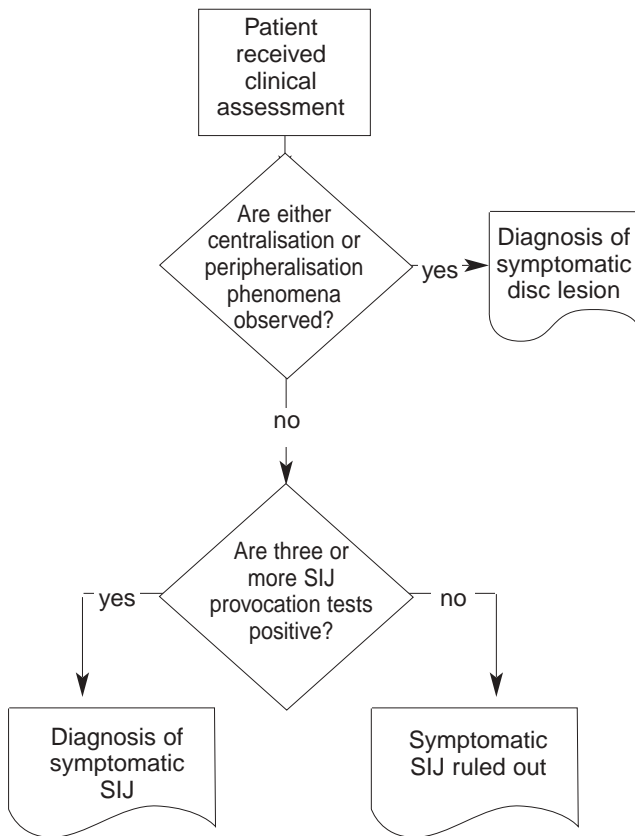 Patient
received
clinical
assessment
Are either
centralisation or
peripheralisation
phenomena
observed?
yes
Diagnosis of
symptomatic
disc lesion
no
Are three or
more SIJ
provocation tests
positive?
yes
no
Diagnosis of
symptomatic
SIJ
Symptomatic
SIJ ruled out